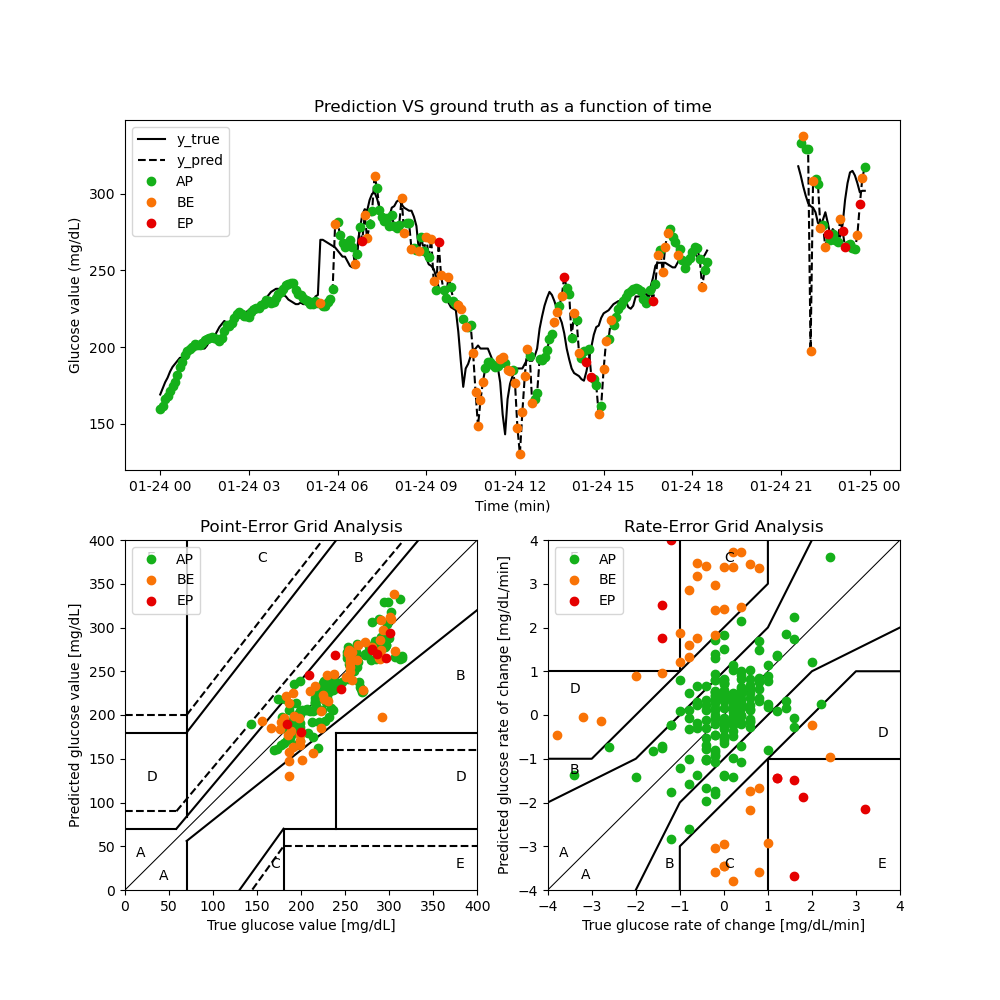 Prediction VS ground truth as a function of time
Glucose value (mg/dL)
300
250
200
150
y_true
y_pred
AP
BE
EP
01-24 00 01-24 03 01-24 06 01-24 09 01-24 12 01-24 15 01-24 18 01-24 21 01-25 00
Time (min)
Point-Error Grid Analysis
Predicted glucose value [mg/dL]
400
350
300
250
200
150
100
50
0
AP
BE
EP
C
B
B
D
D
A
A
C
E
0 50 100 150 200 250 300 350 400
True glucose value [mg/dL]
Rate-Error Grid Analysis
Predicted glucose rate of change [mg/dL/min]
4
3
2
1
0
−1
−2
−3
−4
AP
BE
EP
C
D
D
B
A
A
B
C
E
−4 −3 −2 −1 0 1 2 3 4
True glucose rate of change [mg/dL/min]